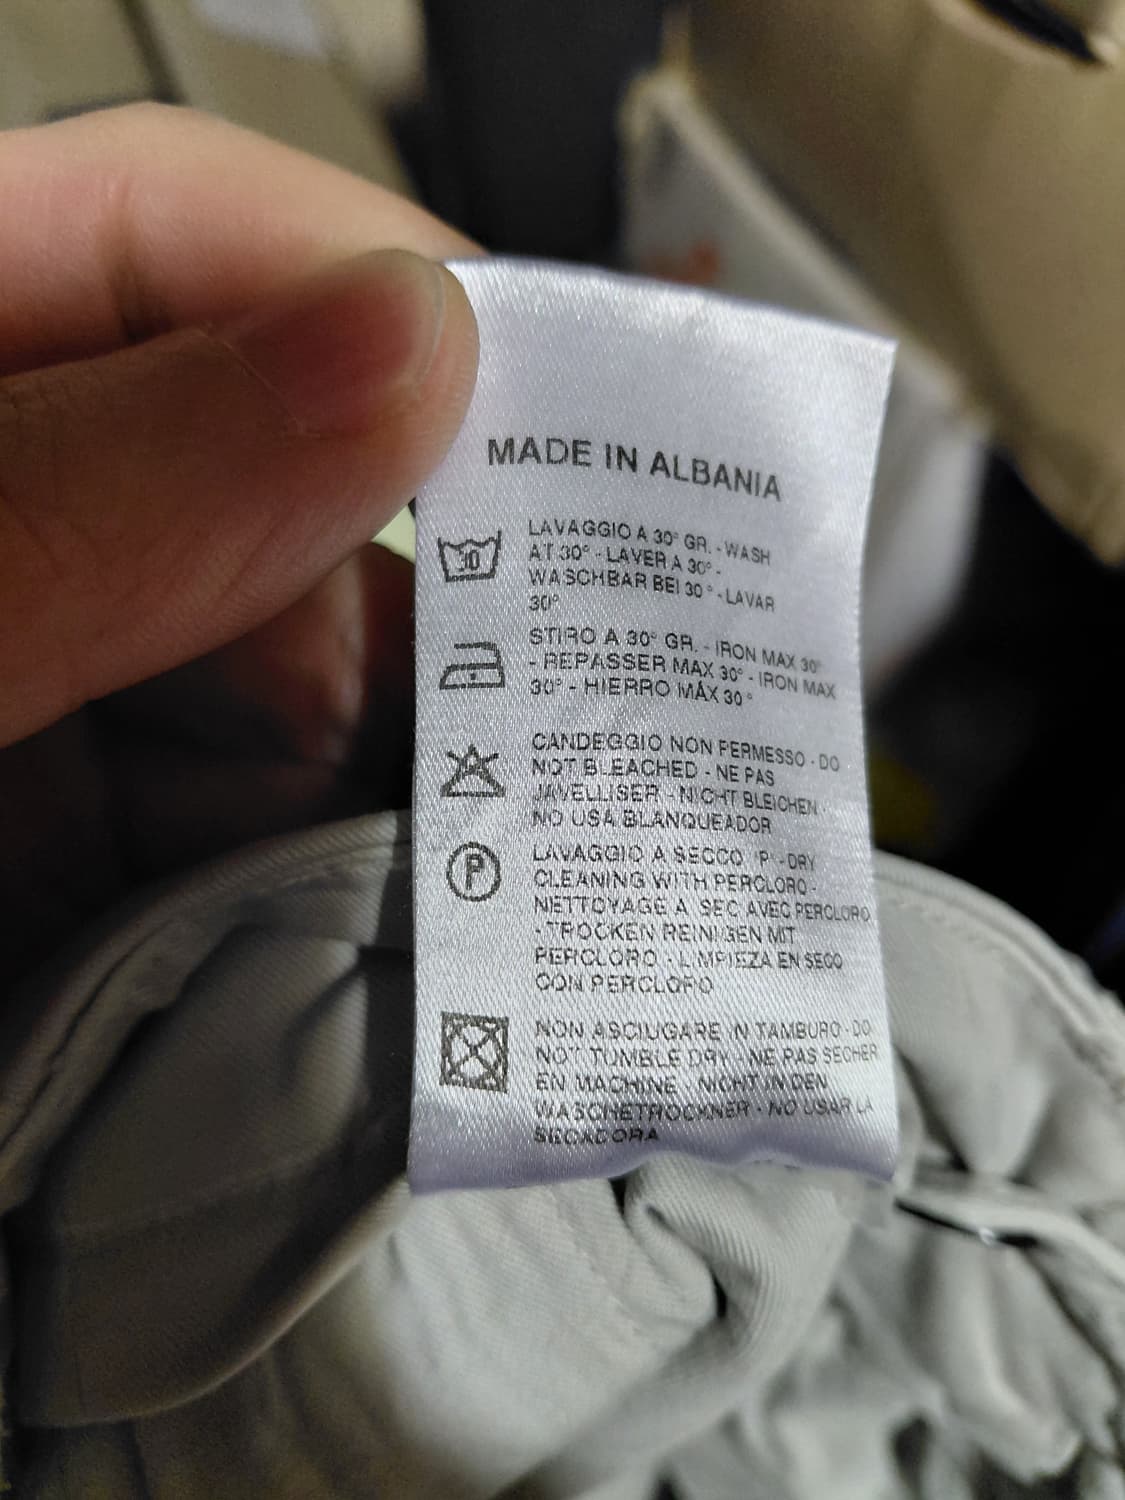 MADE IN ALBANIA
30
LAVAGGIO A 30° GR. - WASH
AT 30° - LAVER A 30° -
WASCHBAR BEI 30° - LAVAR
30°
STIRO A 30° GR. - IRON MAX 30°
- REPASSER MAX 30° - IRON MAX
30° - HIERRO MÁX 30°
CANDEGGIO NON PERMESSO - DO
NOT BLEACHED - NE PAS
JAVELLISER - NICHT BLEICHEN -
NO USA BLANQUEADOR
P
LAVAGGIO A SECCO 'P' - DRY
CLEANING WITH PERCLORO -
NETTOYAGE A SEC AVEC PERCLORO
- TROCKEN REINIGEN MIT
PERCLORO - LIMPIEZA EN SECO
CON PERCLORO
NON ASCIUGARE IN TAMBURO - DO
NOT TUMBLE DRY - NE PAS SECHER
EN MACHINE - NICHT IN DEN
WASCHETROCKNER - NO USAR LA
SECADORA